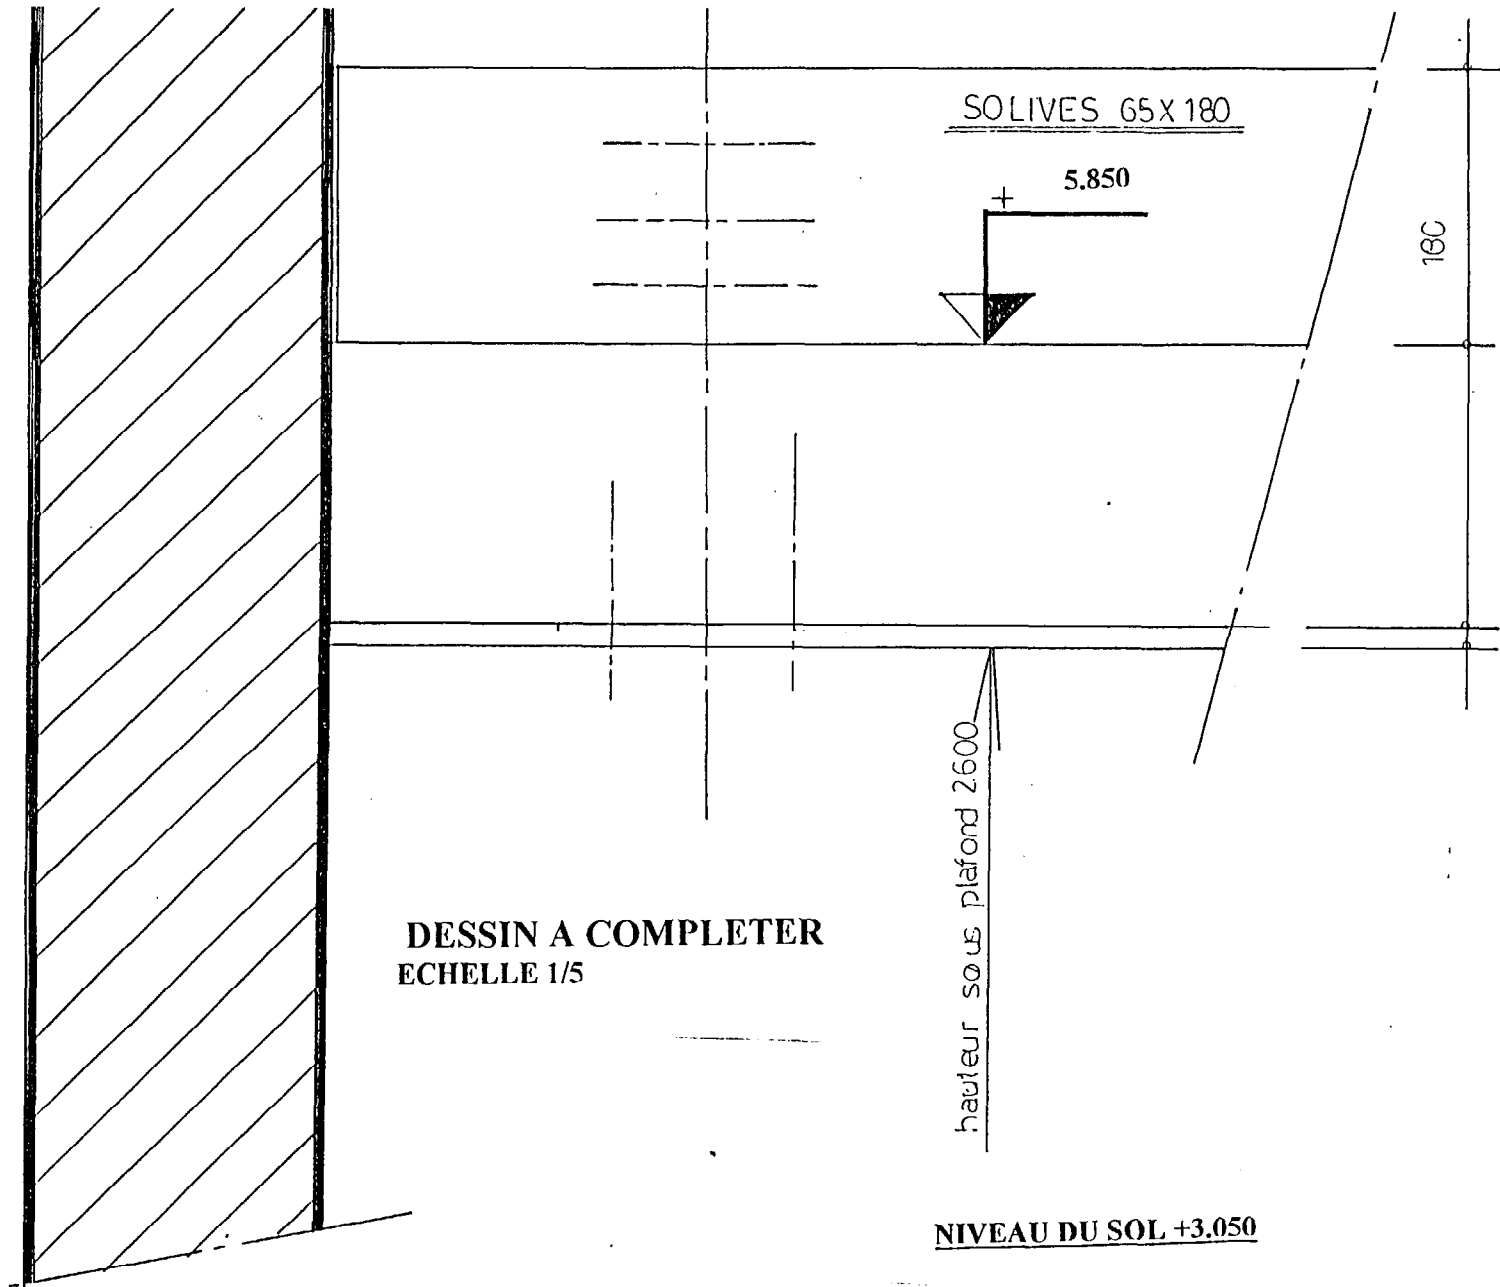 SOLIVES 65X180
+ 5.850
180
hauteur sous plafond 2600
DESSIN A COMPLETER
ECHELLE 1/5
NIVEAU DU SOL +3.050